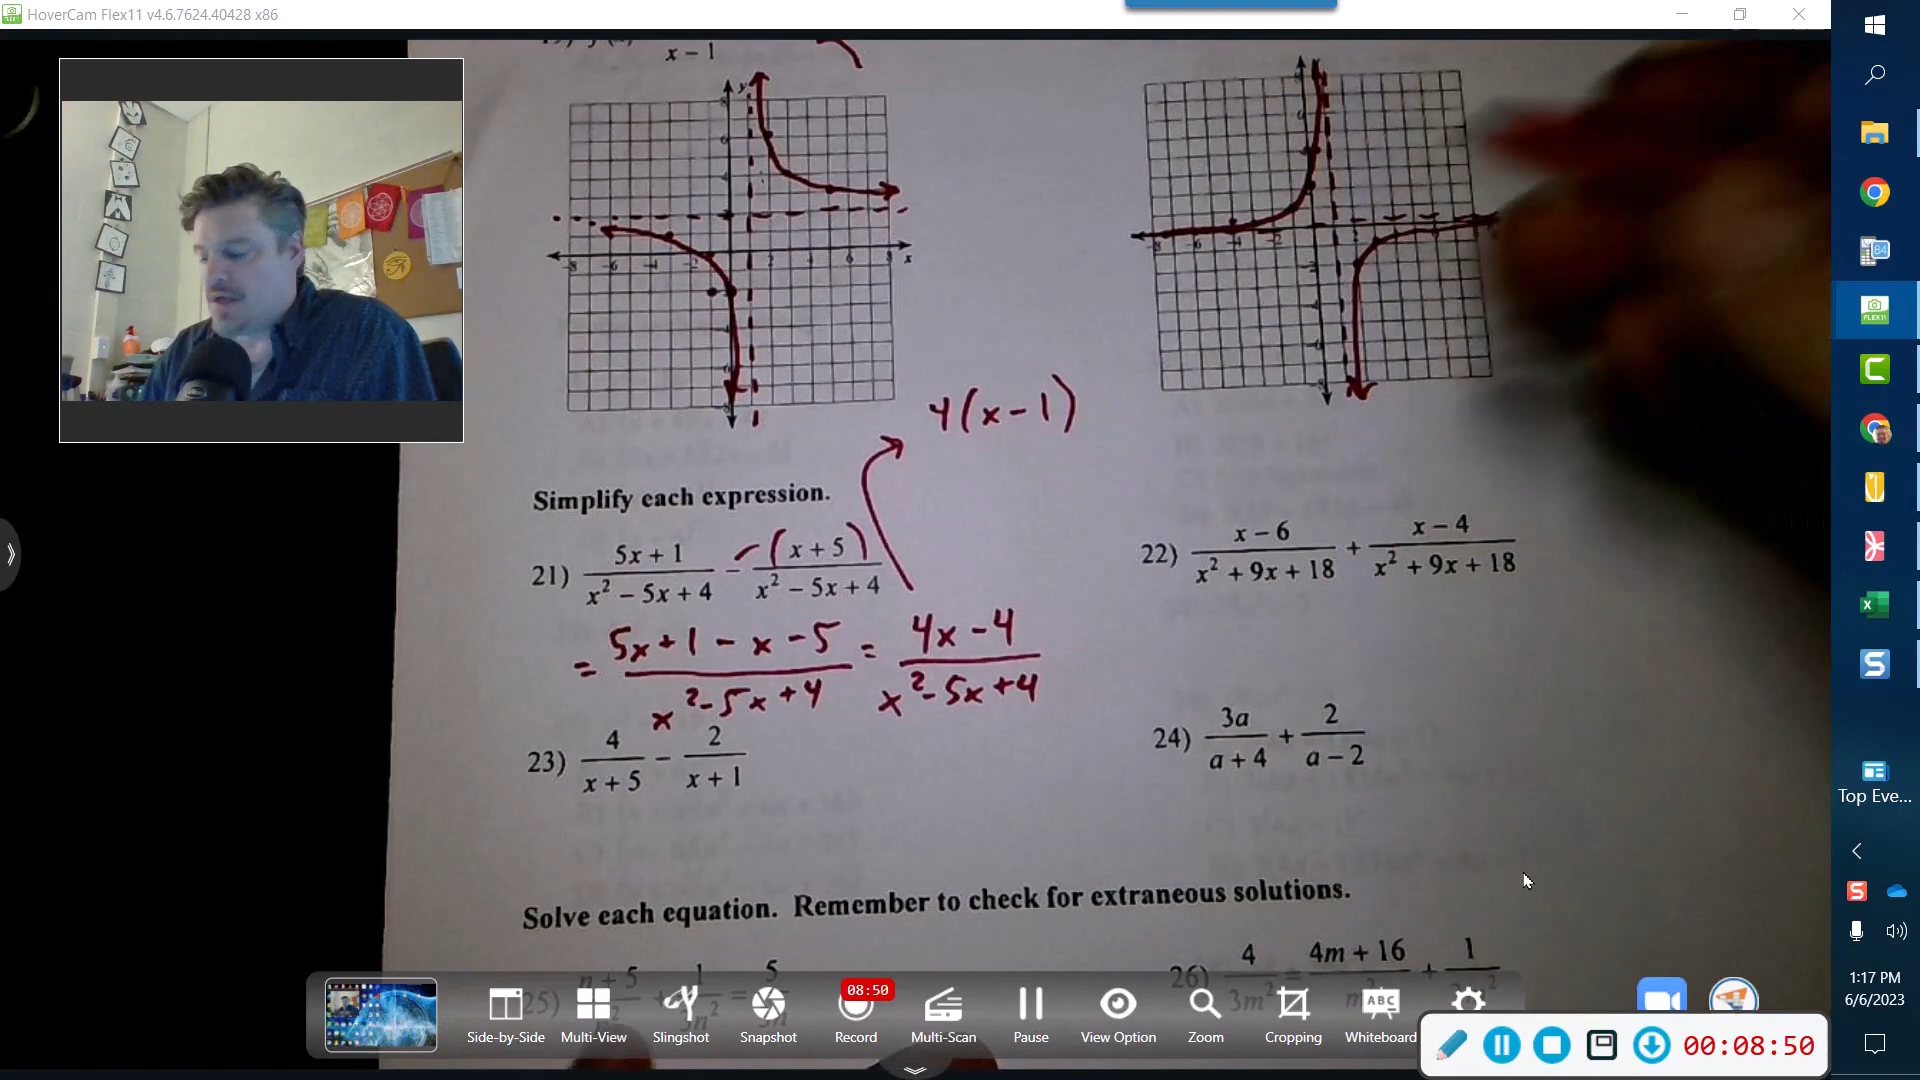 HoverCam Flex11 v4.6.7624.40428 x86
x - 1
4(x-1)
Simplify each expression.
21) 5x + 1 / x² - 5x + 4 - (x + 5) / x² - 5x + 4
22) x - 6 / x² + 9x + 18 + x - 4 / x² + 9x + 18
= 5x+1-x-5 / x²-5x+4 = 4x-4 / x²-5x+4
23) 4 / x + 5 - 2 / x + 1
24) 3a / a + 4 + 2 / a - 2
Solve each equation. Remember to check for extraneous solutions.
26) 4 / 3m² = 4m + 16
Side-by-Side
Multi-View
Slingshot
Snapshot
08:50
Record
Multi-Scan
Pause
View Option
Zoom
Cropping
ABC
Whiteboard
00:08:50
84
FLEX11
Top Eve...
1:17 PM
6/6/2023